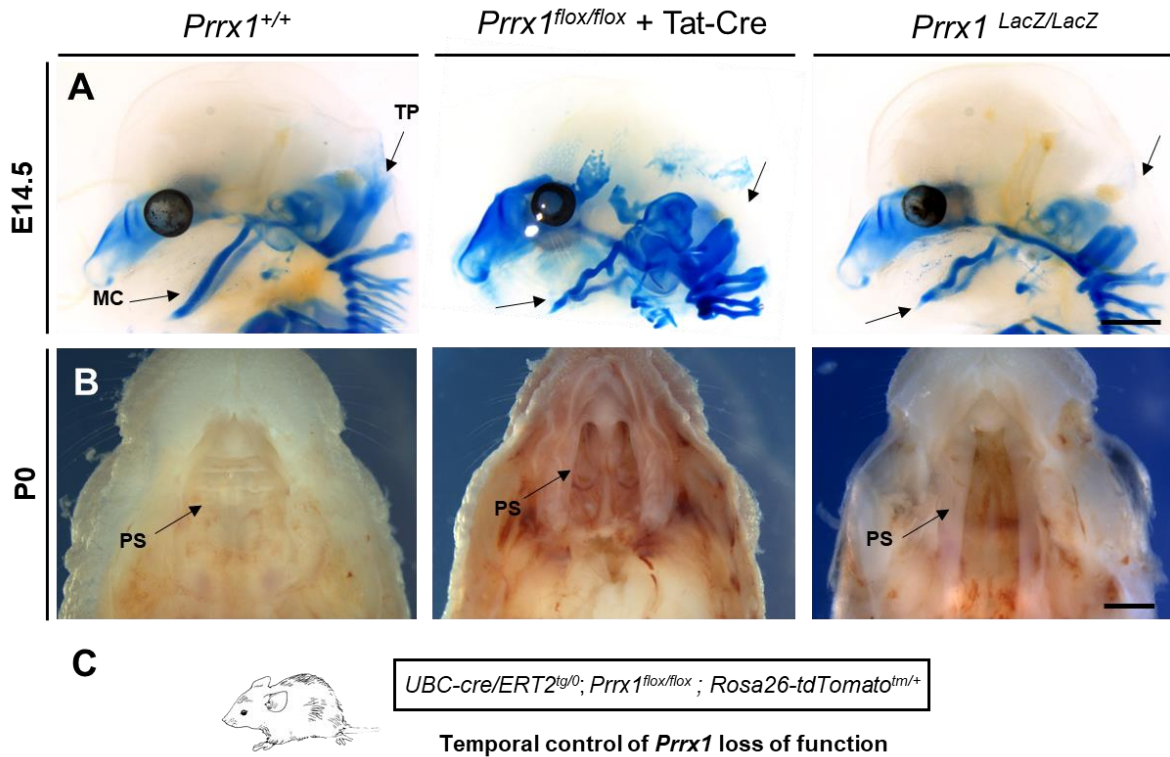 Prrx1+/+ Prrx1flox/flox + Tat-Cre Prrx1 LacZ/LacZ
E14.5
A
TP
MC
P0
B
PS
PS
PS
C
UBC-cre/ERT2tg/0; Prrx1flox/flox ; Rosa26-tdTomatotm/+
Temporal control of Prrx1 loss of function